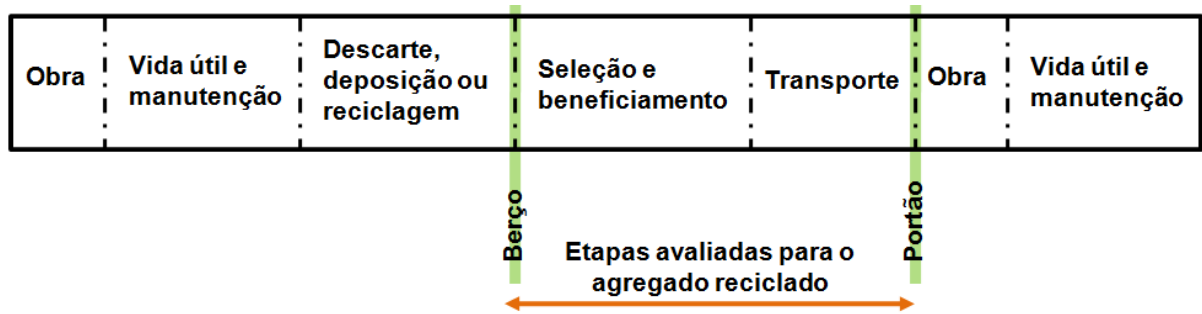 Obra
Vida útil e
manutenção
Descarte,
deposição ou
reciclagem
Seleção e
beneficiamento
Transporte
Obra
Vida útil e
manutenção
Berço
Portão
Etapas avaliadas para o
agregado reciclado